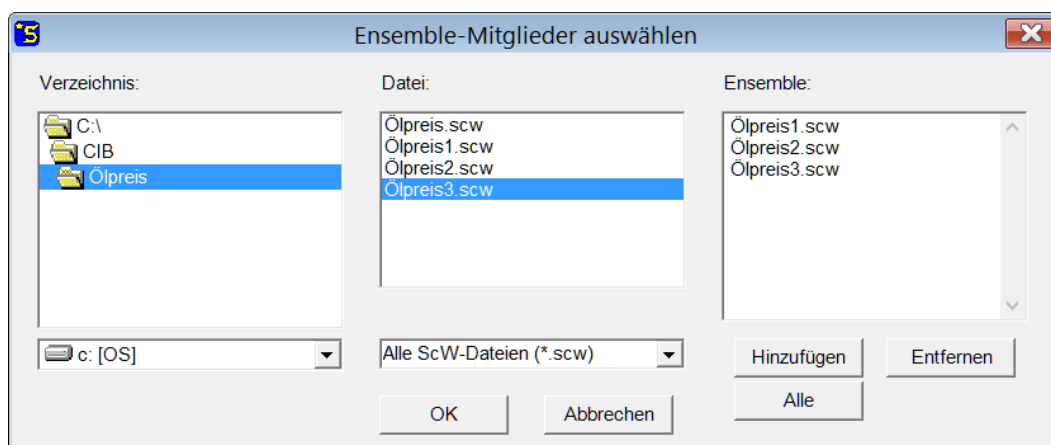 Ensemble-Mitglieder auswählen
Verzeichnis:
C:\
CIB
Ölpreis
c: [OS]
Datei:
Ölpreis.scw
Ölpreis1.scw
Ölpreis2.scw
Ölpreis3.scw
Alle ScW-Dateien (*.scw)
Ensemble:
Ölpreis1.scw
Ölpreis2.scw
Ölpreis3.scw
Hinzufügen
Entfernen
Alle
OK
Abbrechen